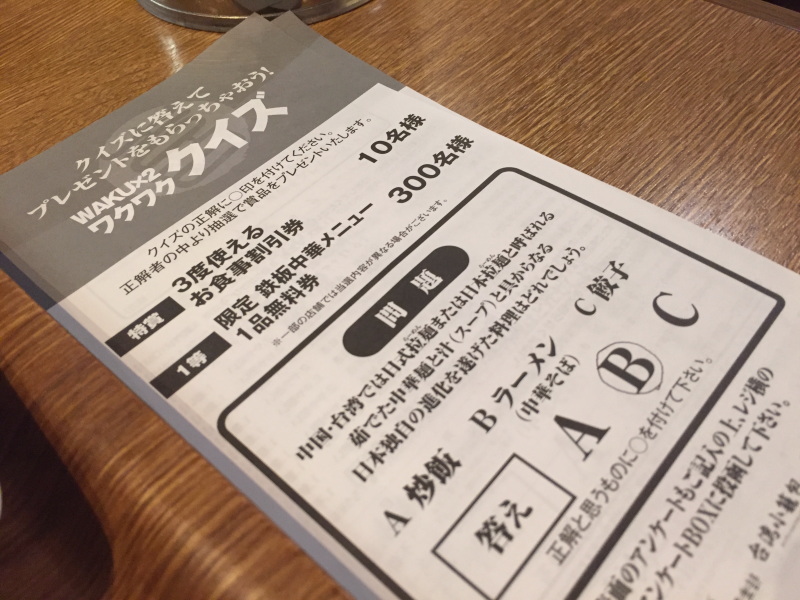 クイズに答えて
プレゼントをもらっちゃおう!
WAKU×2
ワクワク クイズ
クイズの正解に○印を付けてください。
正解者の中より抽選で賞品をプレゼントいたします。
特賞 3度使える
お食事割引券 10名様
1等 限定 鉄板中華メニュー
1品無料券 300名様
※一部の店舗では当選内容が異なる場合がございます。
問題
中国・台湾では日式拉麺または日本拉麺と呼ばれる
茹でた中華麺と汁(スープ)と具からなる
日本独自の進化を遂げた料理はどれでしょう。
A 炒飯 B ラーメン C 餃子
(中華そば)
答え A B C
正解と思うものに○を付けて下さい。
面のアンケートもご記入の上、レジ横の
ンケートBOXに投函して下さい。
台湾小籠包